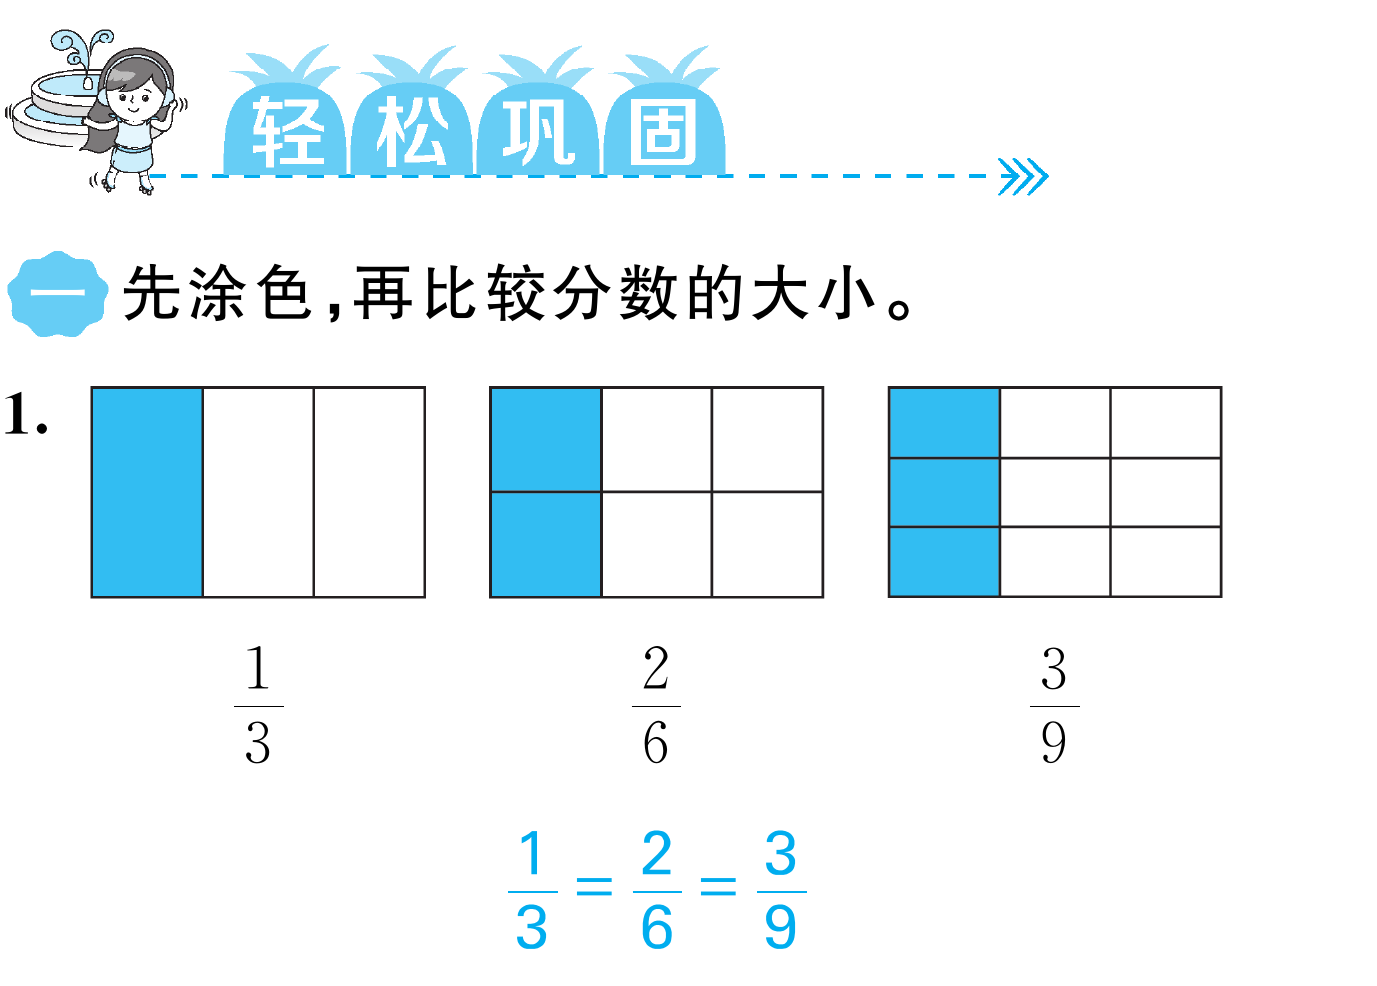 轻松巩固
一 先涂色,再比较分数的大小。
1.
1/3 2/6 3/9
1/3 = 2/6 = 3/9